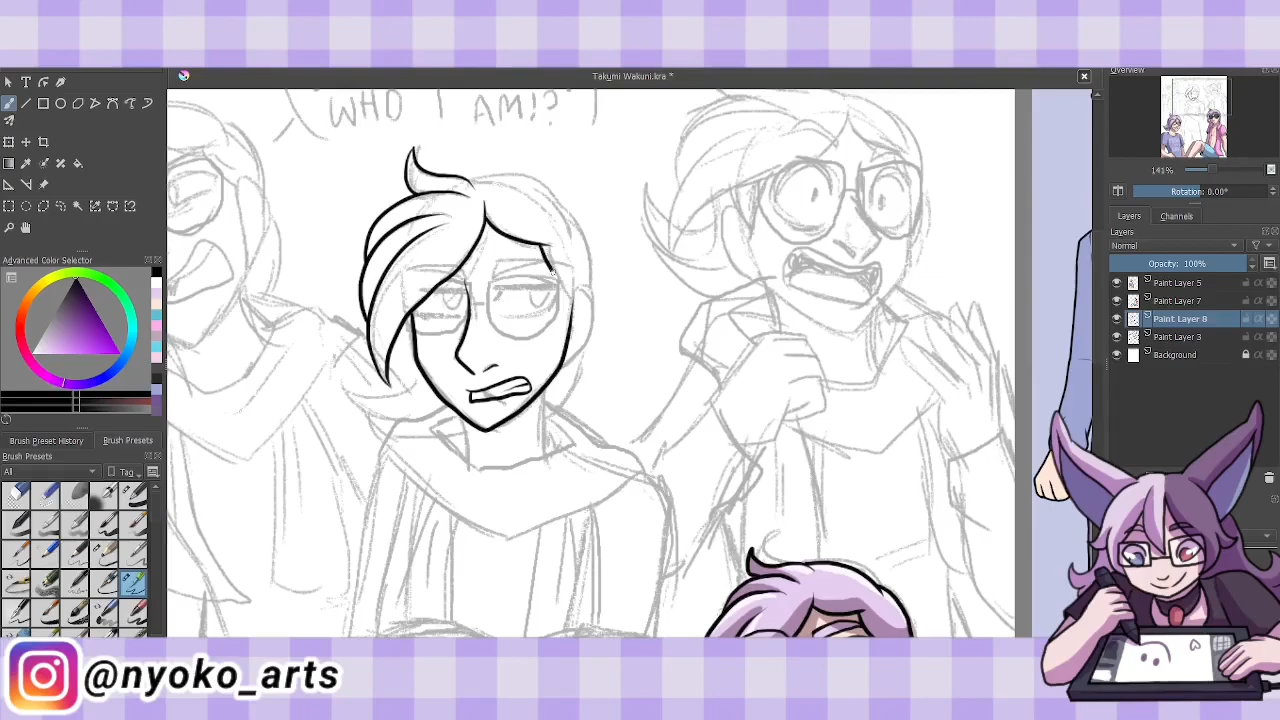 Takumi Wakuni.kra *
Overview
WHO I AM!?
141%
Rotation: 0.00°
Layers
Channels
Layers
Normal
Opacity: 100%
Advanced Color Selector
Paint Layer 5
Paint Layer 7
Paint Layer 8
Paint Layer 3
Background
Brush Preset History
Brush Presets
Brush Presets
All
Tag
@nyoko_arts